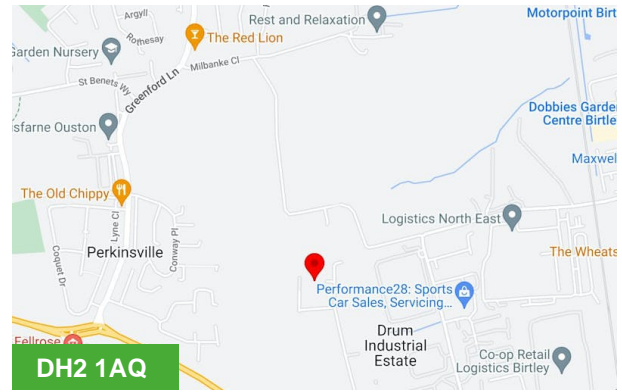 Argyll
Rest and Relaxation
Motorpoint Birt
Rothesay
The Red Lion
Garden Nursery
Milbanke Cl
St Benets Wy
Greenford Ln
Dobbies Garden
Centre Birtle
isfarne Ouston
Maxwel
The Old Chippy
Logistics North East
Lyne Cl
Conway Pl
Perkinsville
The Wheats
Coquet Dr
Performance28: Sports
Car Sales, Servicing...
Drum
Industrial
Estate
Fellrose
Co-op Retail
Logistics Birtley
DH2 1AQ